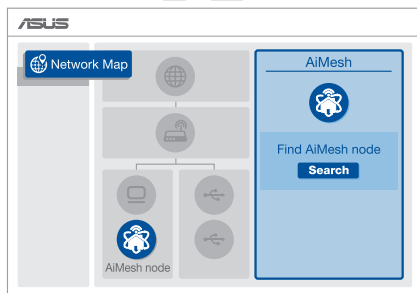 ASUS
Network Map
AiMesh
Find AiMesh node
Search
AiMesh node